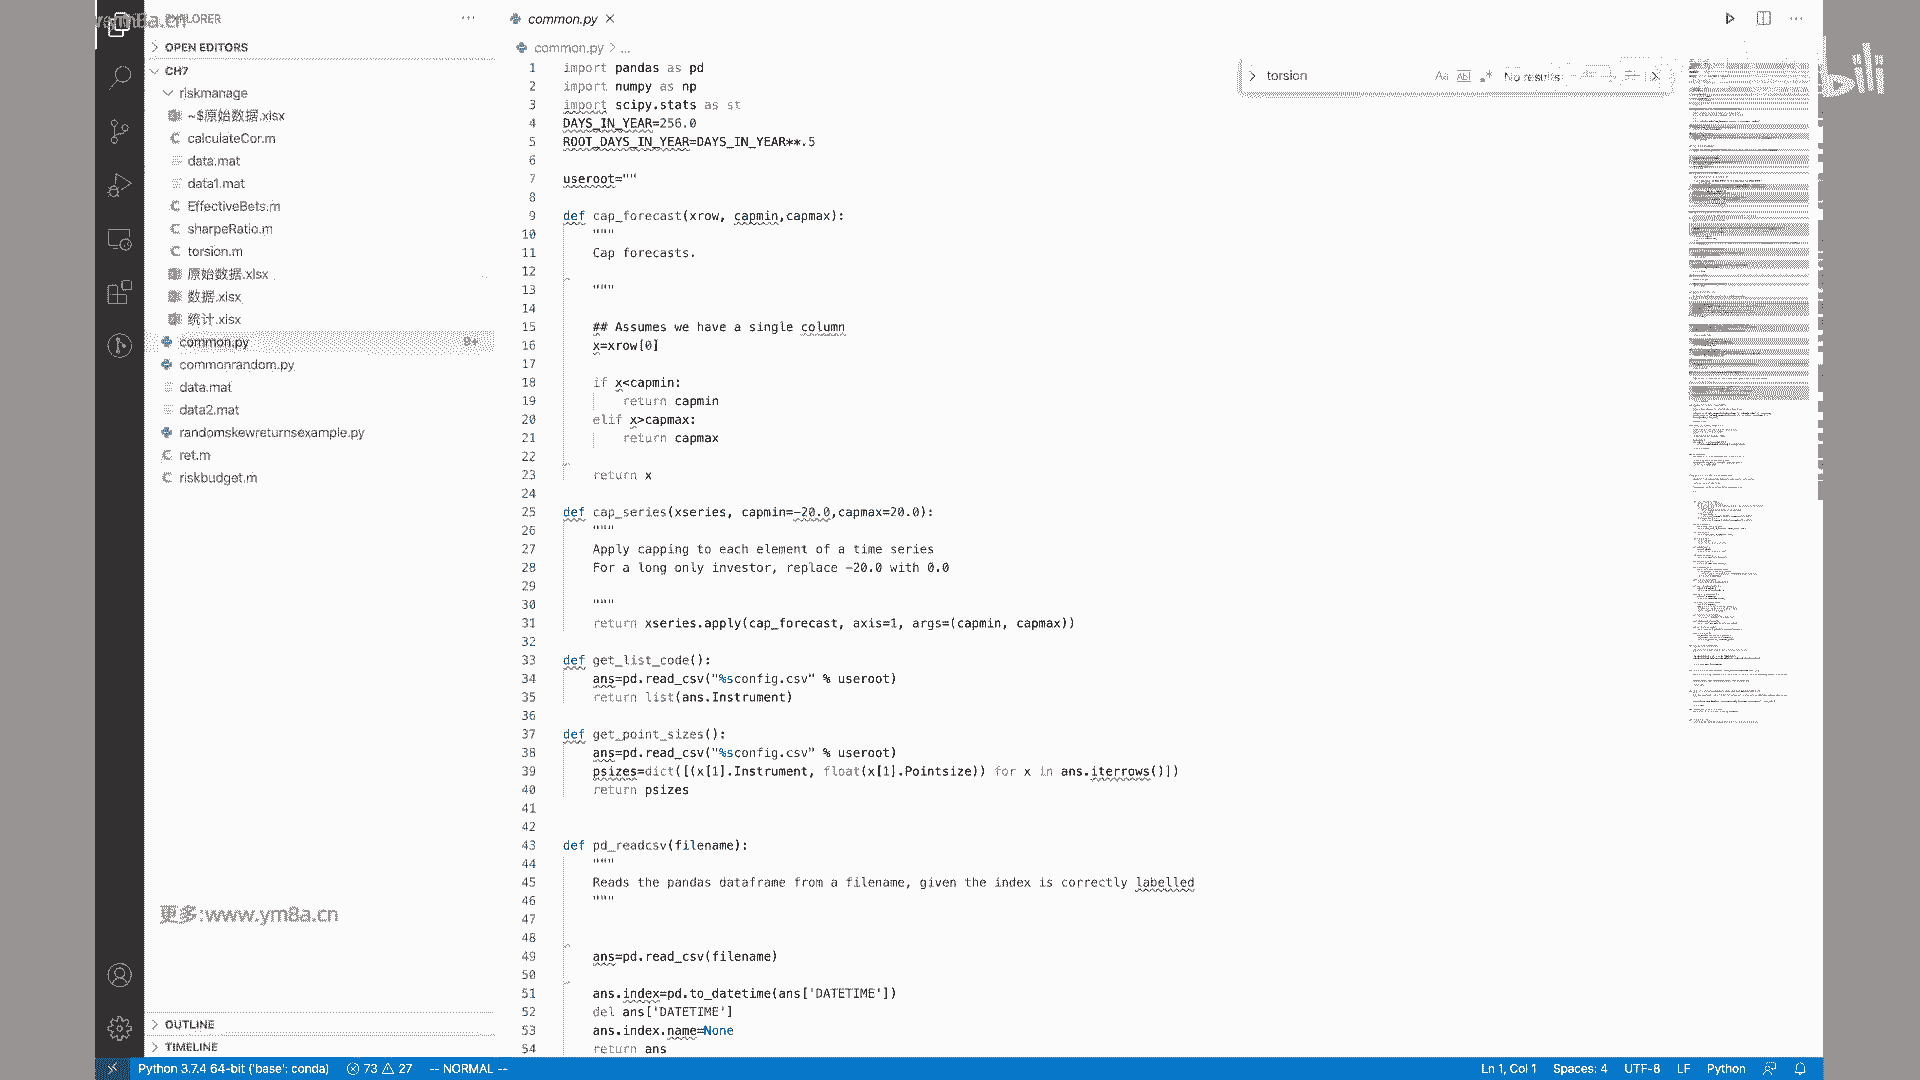 EXPLORER
OPEN EDITORS
CH7
riskmanage
~$原始数据.xlsx
calculateCor.m
data.mat
data1.mat
EffectiveBets.m
sharpeRatio.m
torsion.m
原始数据.xlsx
数据.xlsx
统计.xlsx
common.py 9+
commonrandom.py
data.mat
data2.mat
randomskewreturnsexample.py
ret.m
riskbudget.m
更多:www.ym8a.cn
OUTLINE
TIMELINE
common.py
common.py > ...
torsion
Aa Abl .* No results
bili
1 import pandas as pd
2 import numpy as np
3 import scipy.stats as st
4 DAYS_IN_YEAR=256.0
5 ROOT_DAYS_IN_YEAR=DAYS_IN_YEAR**.5
6
7 useroot=""
8
9 def cap_forecast(xrow, capmin,capmax):
10 """
11 Cap forecasts.
12
13 """
14
15 ## Assumes we have a single column
16 x=xrow[0]
17
18 if x<capmin:
19 return capmin
20 elif x>capmax:
21 return capmax
22
23 return x
24
25 def cap_series(xseries, capmin=-20.0,capmax=20.0):
26 """
27 Apply capping to each element of a time series
28 For a long only investor, replace -20.0 with 0.0
29
30 """
31 return xseries.apply(cap_forecast, axis=1, args=(capmin, capmax))
32
33 def get_list_code():
34 ans=pd.read_csv("%sconfig.csv" % useroot)
35 return list(ans.Instrument)
36
37 def get_point_sizes():
38 ans=pd.read_csv("%sconfig.csv" % useroot)
39 psizes=dict([(x[1].Instrument, float(x[1].Pointsize)) for x in ans.iterrows()])
40 return psizes
41
42
43 def pd_readcsv(filename):
44 """
45 Reads the pandas dataframe from a filename, given the index is correctly labelled
46 """
47
48
49 ans=pd.read_csv(filename)
50
51 ans.index=pd.to_datetime(ans['DATETIME'])
52 del ans['DATETIME']
53 ans.index.name=None
54 return ans
Python 3.7.4 64-bit ('base': conda) 73 27 -- NORMAL -- Ln 1, Col 1 Spaces: 4 UTF-8 LF Python